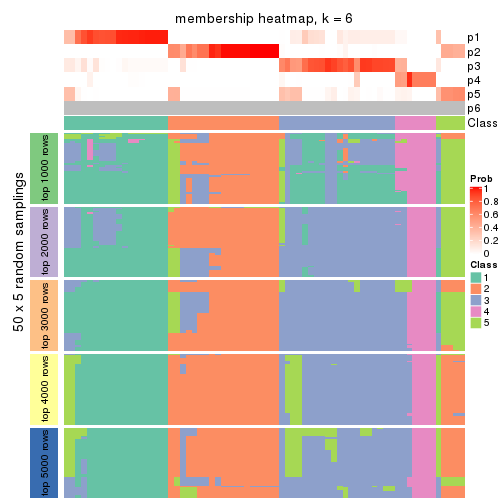 membership heatmap, k = 6
p1
p2
p3
p4
p5
p6
Class
50 x 5 random samplings
top 1000 rows
top 2000 rows
top 3000 rows
top 4000 rows
top 5000 rows
Prob
1
0.8
0.6
0.4
0.2
0
Class
1
2
3
4
5